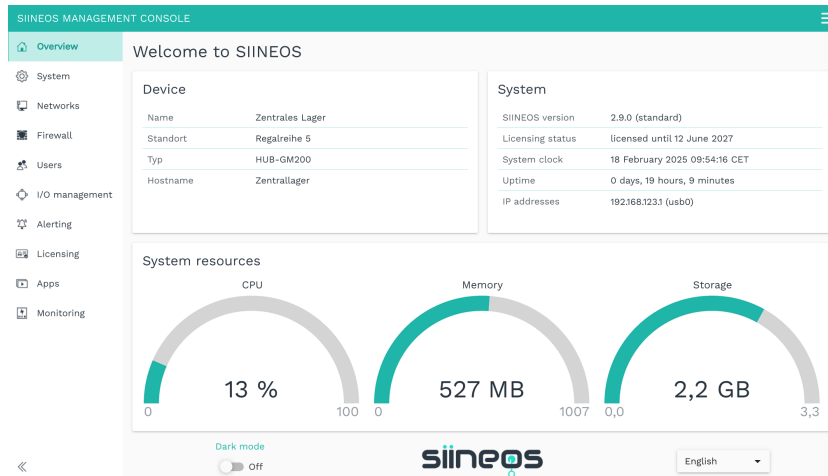 SIINEOS MANAGEMENT CONSOLE
Overview
System
Networks
Firewall
Users
I/O management
Alerting
Licensing
Apps
Monitoring
Welcome to SIINEOS
Device
Name Zentrales Lager
Standort Regalreihe 5
Typ HUB-GM200
Hostname Zentrallager
System
SIINEOS version 2.9.0 (standard)
Licensing status licensed until 12 June 2027
System clock 18 February 2025 09:54:16 CET
Uptime 0 days, 19 hours, 9 minutes
IP addresses 192.168.123.1 (usb0)
System resources
CPU
13 %
0 100
Memory
527 MB
0 1007
Storage
2,2 GB
0,0 3,3
Dark mode
Off
siineos
English